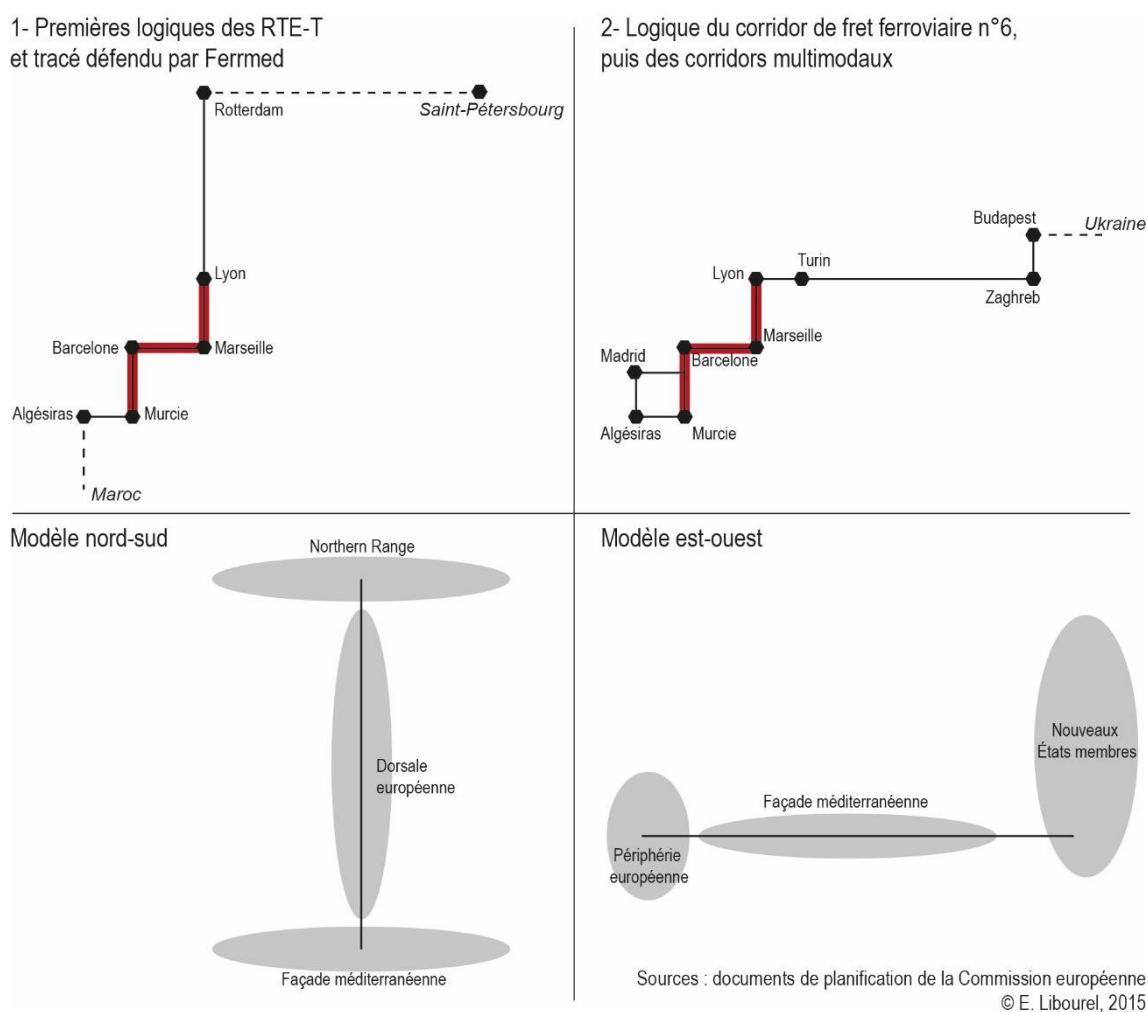 1- Premières logiques des RTE-T
et tracé défendu par Ferrmed
Rotterdam
Saint-Pétersbourg
Lyon
Barcelone
Marseille
Algésiras
Murcie
Maroc
2- Logique du corridor de fret ferroviaire n°6,
puis des corridors multimodaux
Budapest
Ukraine
Lyon
Turin
Zaghreb
Marseille
Madrid
Barcelone
Algésiras
Murcie
Modèle nord-sud
Northern Range
Dorsale
européenne
Façade méditerranéenne
Modèle est-ouest
Nouveaux
États membres
Façade méditerranéenne
Périphérie
européenne
Sources : documents de planification de la Commission européenne
© E. Libourel, 2015